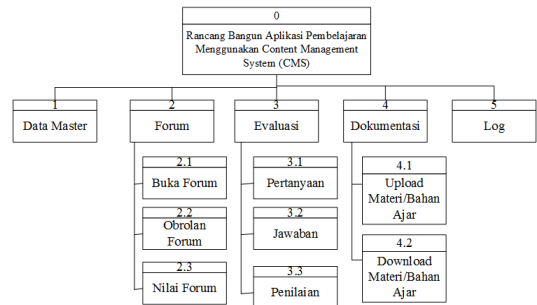 0
Rancang Bangun Aplikasi Pembelajaran
Menggunakan Content Management
System (CMS)
1
Data Master
2
Forum
3
Evaluasi
4
Dokumentasi
5
Log
2.1
Buka Forum
2.2
Obrolan
Forum
2.3
Nilai Forum
3.1
Pertanyaan
3.2
Jawaban
3.3
Penilaian
4.1
Upload
Materi/Bahan
Ajar
4.2
Download
Materi/Bahan
Ajar